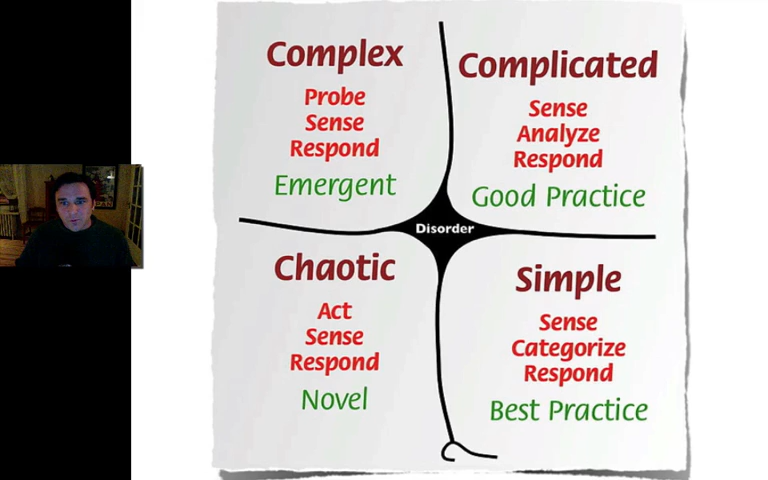 Complex
Probe
Sense
Respond
Emergent
Complicated
Sense
Analyze
Respond
Good Practice
Disorder
Chaotic
Act
Sense
Respond
Novel
Simple
Sense
Categorize
Respond
Best Practice